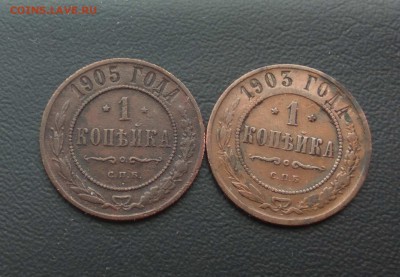 COINS.LAVE.RU
1905 ГОДА
* 1 *
КОПѢЙКА
С.П.Б.
1903 ГОДА
* 1 *
КОПѢЙКА
С.П.Б.